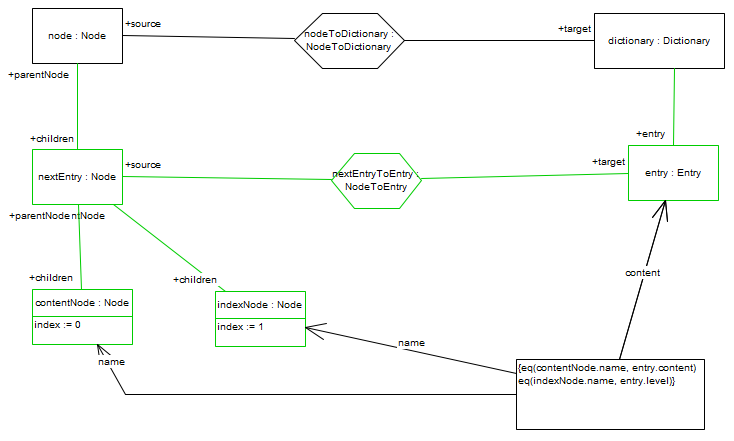 +source
nodeToDictionary :
NodeToDictionary
+target
node : Node
dictionary : Dictionary
+parentNode
+children
+entry
nextEntry : Node
+source
nextEntryToEntry :
NodeToEntry
+target
entry : Entry
+parentNodentNode
+children
+children
content
contentNode : Node
index := 0
indexNode : Node
index := 1
name
name
{eq(contentNode.name, entry.content)
eq(indexNode.name, entry.level)}